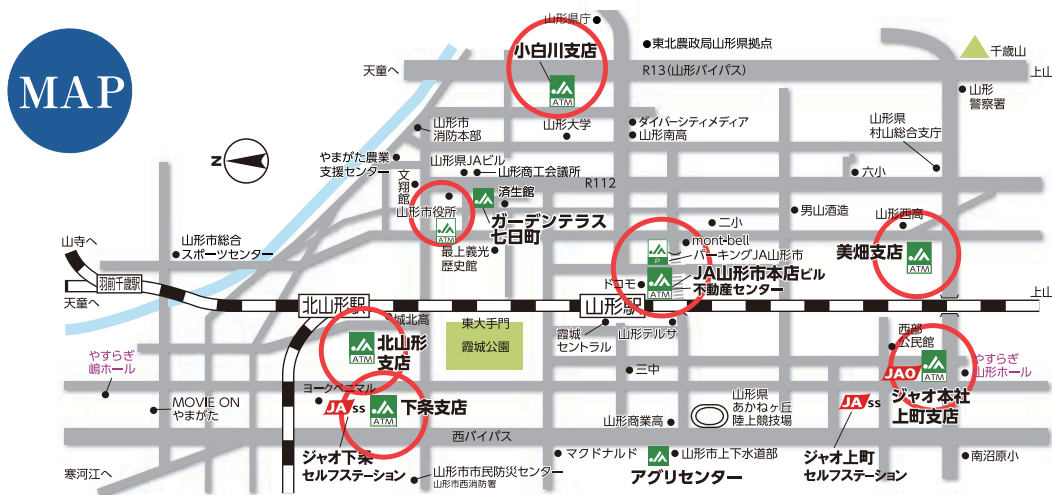 MAP
N
山形県庁
小白川支店
ATM
東北農政局山形県拠点
千歳山
天童へ
R13(山形バイパス)
上山へ
山形
警察署
山形市
消防本部
山形大学
ダイバーシティメディア
山形南高
山形県
村山総合支庁
やまがた農業
支援センター
文翔館
山形県JAビル
山形商工会議所
六小
R112
済生館
山形市役所
ATM
ガーデンテラス
七日町
最上義光
歴史館
二小
男山酒造
山形西高
美畑支店
ATM
mont-bell
P
パーキングJA山形市
JA山形市本店ビル
不動産センター
ATM
ドコモ
山寺へ
山形市総合
スポーツセンター
羽前千歳駅
天童へ
北山形駅
山形駅
上山へ
城北高
東大手門
霞城公園
霞城
セントラル
山形テルサ
北山形
支店
ATM
西部
公民館
JAO
ATM
やすらぎ
山形ホール
ジャオ本社
上町支店
やすらぎ
嶋ホール
三中
MOVIE ON
やまがた
ヨークベニマル
JA SS
ATM
下条支店
山形商業高
山形県
あかねヶ丘
陸上競技場
JA SS
西バイパス
ジャオ下条
セルフステーション
マクドナルド
山形市上下水道部
アグリセンター
ジャオ上町
セルフステーション
南沼原小
寒河江へ
山形市市民防災センター
山形市西消防署